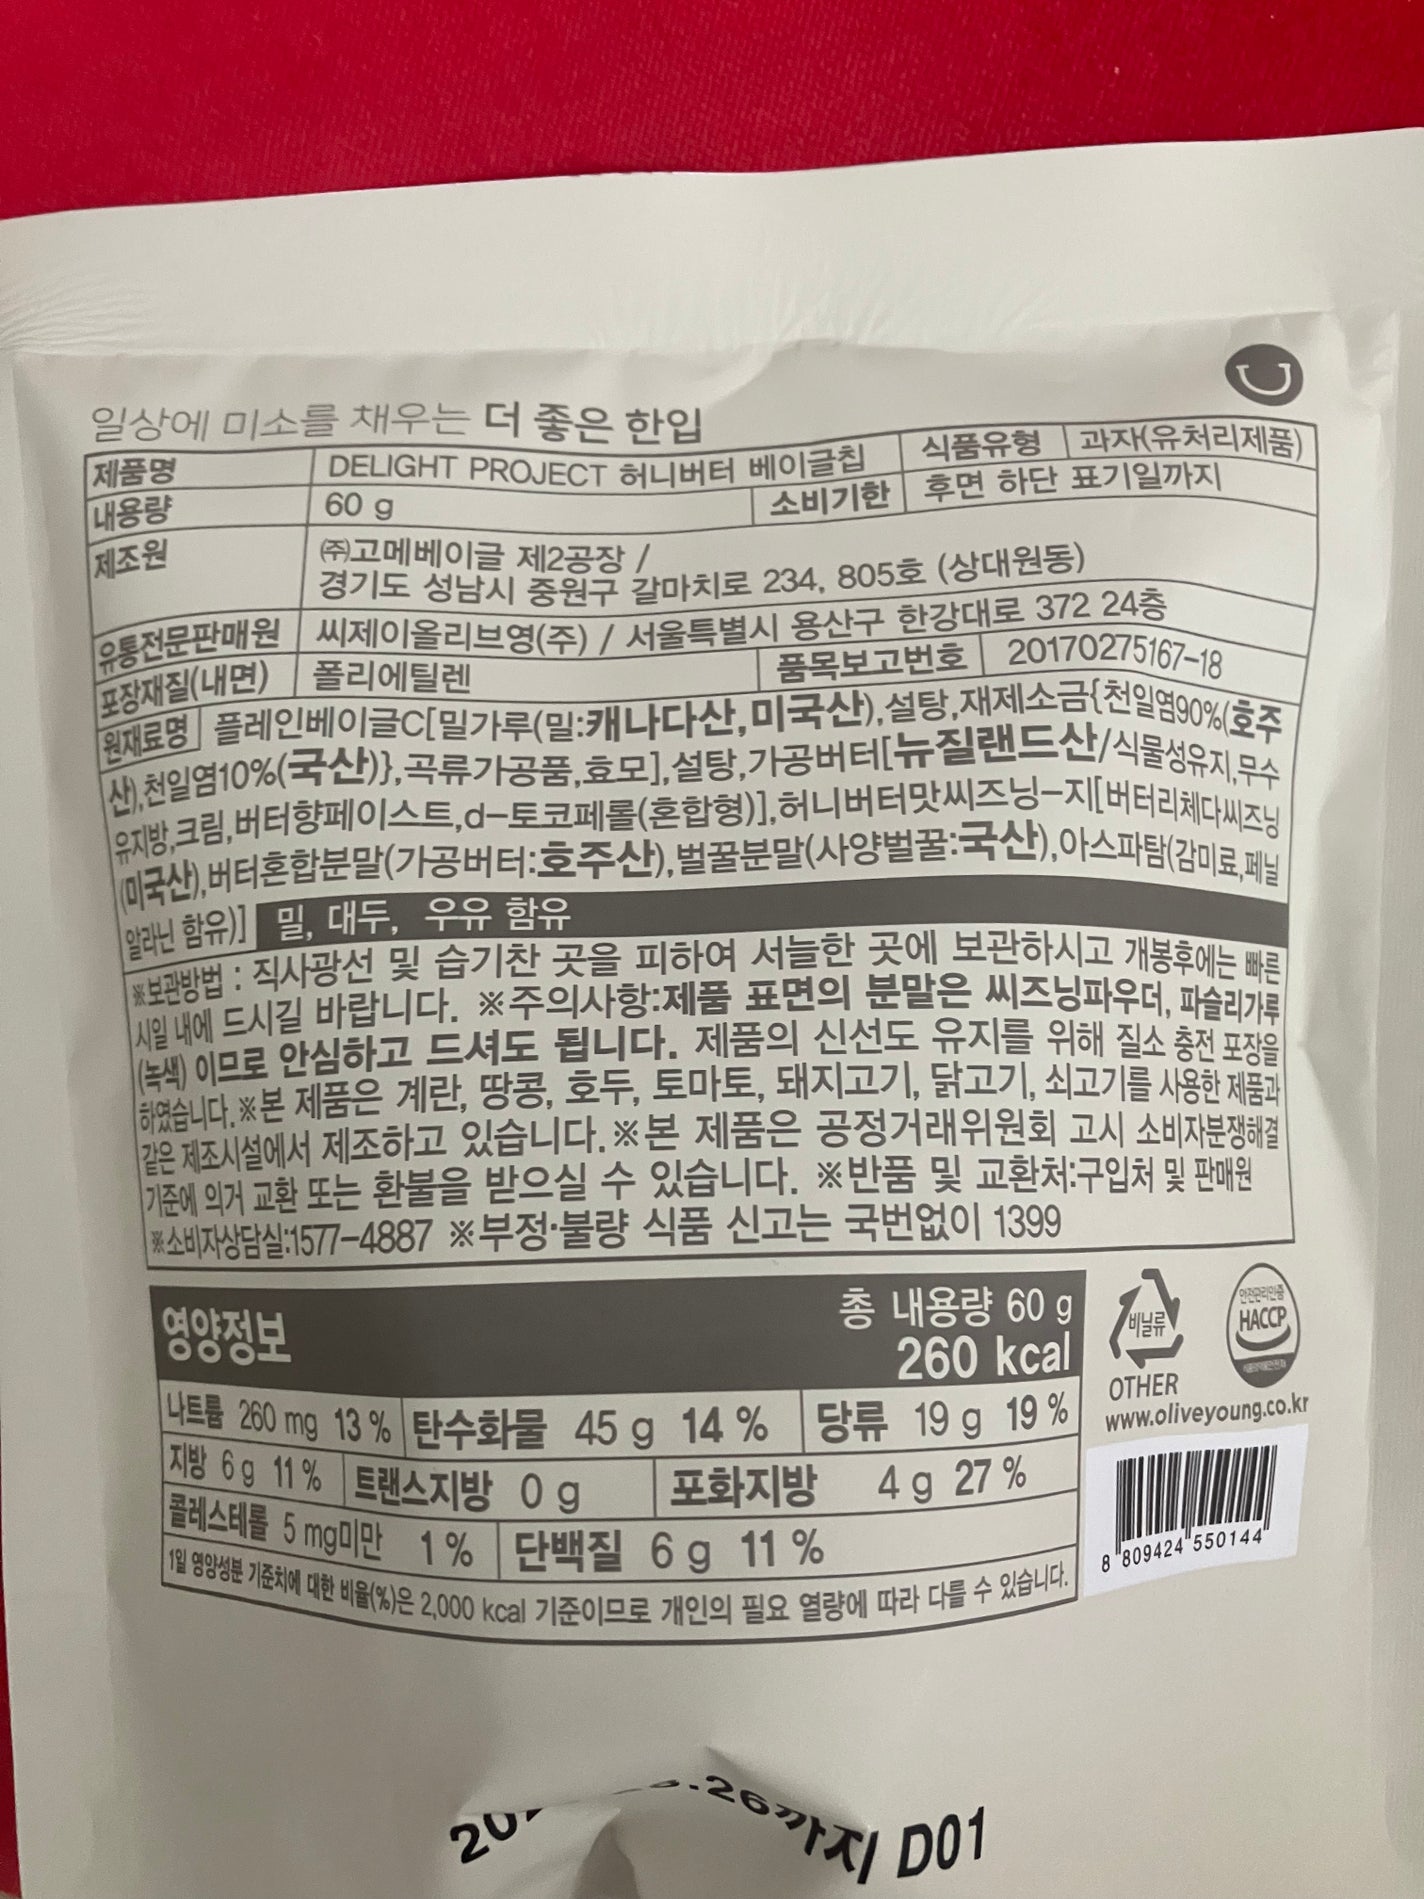 일상에 미소를 채우는 더 좋은 한입
제품명 DELIGHT PROJECT 허니버터 베이글칩 식품유형 과자(유처리제품)
내용량 60 g 소비기한 후면 하단 표기일까지
제조원 ㈜고메베이글 제2공장 /
경기도 성남시 중원구 갈마치로 234, 805호 (상대원동)
유통전문판매원 씨제이올리브영(주) / 서울특별시 용산구 한강대로 372 24층
포장재질(내면) 폴리에틸렌 품목보고번호 20170275167-18
원재료명 플레인베이글C[밀가루(밀:캐나다산,미국산),설탕,재제소금{천일염90%(호주
산),천일염10%(국산)},곡류가공품,효모],설탕,가공버터[뉴질랜드산/식물성유지,무수
유지방,크림,버터향페이스트,d-토코페롤(혼합형)],허니버터맛씨즈닝-지[버터리체다씨즈닝
(미국산),버터혼합분말(가공버터:호주산),벌꿀분말(사양벌꿀:국산),아스파탐(감미료,페닐
알라닌 함유)] 밀, 대두, 우유 함유
※보관방법 : 직사광선 및 습기찬 곳을 피하여 서늘한 곳에 보관하시고 개봉후에는 빠른
시일 내에 드시길 바랍니다. ※주의사항:제품 표면의 분말은 씨즈닝파우더, 파슬리가루
(녹색) 이므로 안심하고 드셔도 됩니다. 제품의 신선도 유지를 위해 질소 충전 포장을
하였습니다.※본 제품은 계란, 땅콩, 호두, 토마토, 돼지고기, 닭고기, 쇠고기를 사용한 제품과
같은 제조시설에서 제조하고 있습니다.※본 제품은 공정거래위원회 고시 소비자분쟁해결
기준에 의거 교환 또는 환불을 받으실 수 있습니다. ※반품 및 교환처:구입처 및 판매원
※소비자상담실:1577-4887 ※부정·불량 식품 신고는 국번없이 1399
영양정보 총 내용량 60 g
260 kcal
나트륨 260 mg 13 % 탄수화물 45 g 14 % 당류 19 g 19 %
지방 6 g 11 % 트랜스지방 0 g 포화지방 4 g 27 %
콜레스테롤 5 mg미만 1 % 단백질 6 g 11 %
1일 영양성분 기준치에 대한 비율(%)은 2,000 kcal 기준이므로 개인의 필요 열량에 따라 다를 수 있습니다.
비닐류
OTHER
안전관리인증
HACCP
www.oliveyoung.co.kr
8 809424 550144
26까지 D01